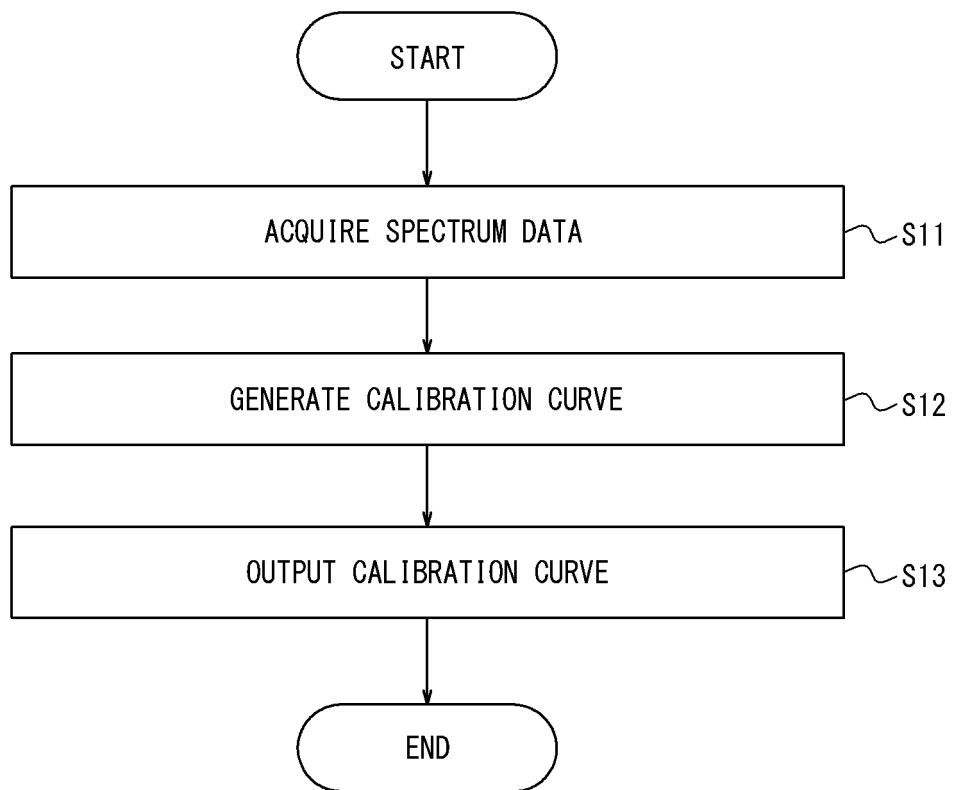 START
ACQUIRE SPECTRUM DATA
S11
GENERATE CALIBRATION CURVE
S12
OUTPUT CALIBRATION CURVE
S13
END